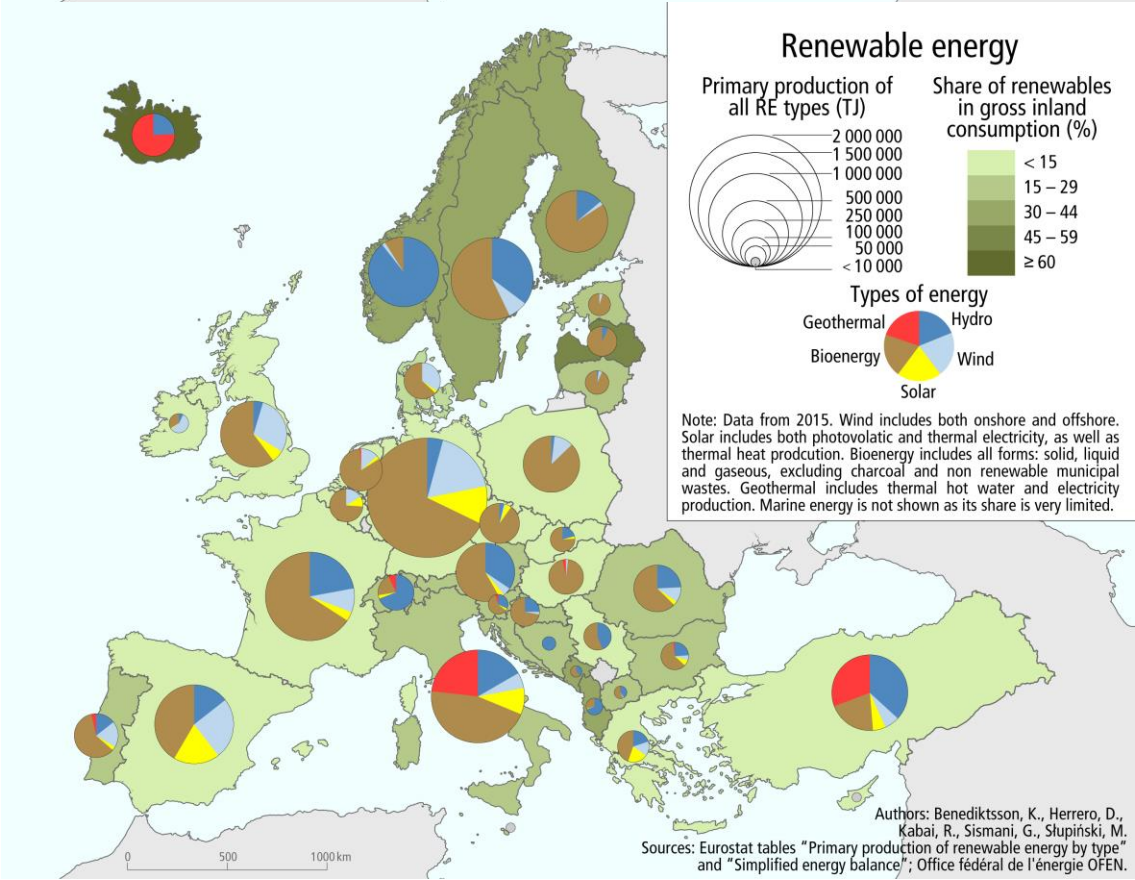 Renewable energy
Primary production of
all RE types (TJ)
2 000 000
1 500 000
1 000 000
500 000
250 000
100 000
50 000
< 10 000
Share of renewables
in gross inland
consumption (%)
< 15
15 – 29
30 – 44
45 – 59
≥ 60
Types of energy
Geothermal
Hydro
Bioenergy
Wind
Solar
Note: Data from 2015. Wind includes both onshore and offshore.
Solar includes both photovolatic and thermal electricity, as well as
thermal heat prodcution. Bioenergy includes all forms: solid, liquid
and gaseous, excluding charcoal and non renewable municipal
wastes. Geothermal includes thermal hot water and electricity
production. Marine energy is not shown as its share is very limited.
0 500 1000 km
Authors: Benediktsson, K., Herrero, D.,
Kabai, R., Sismani, G., Słupiński, M.
Sources: Eurostat tables “Primary production of renewable energy by type”
and “Simplified energy balance”; Office fédéral de l'énergie OFEN.